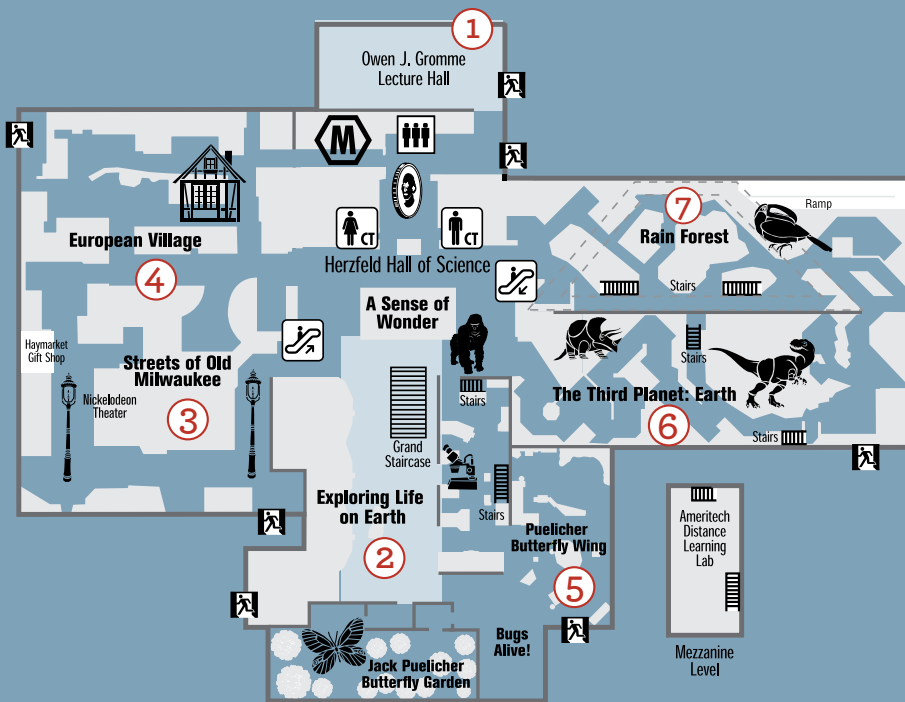 1
Owen J. Gromme
Lecture Hall
M
CT
CT
Herzfeld Hall of Science
7
Rain Forest
Ramp
Stairs
European Village
4
A Sense of
Wonder
Haymarket
Gift Shop
Streets of Old
Milwaukee
Nickelodeon
Theater
3
Stairs
The Third Planet: Earth
6
Stairs
Stairs
Grand
Staircase
Stairs
Exploring Life
on Earth
2
Puelicher
Butterfly Wing
5
Ameritech
Distance
Learning
Lab
Mezzanine
Level
Bugs
Alive!
Jack Puelicher
Butterfly Garden